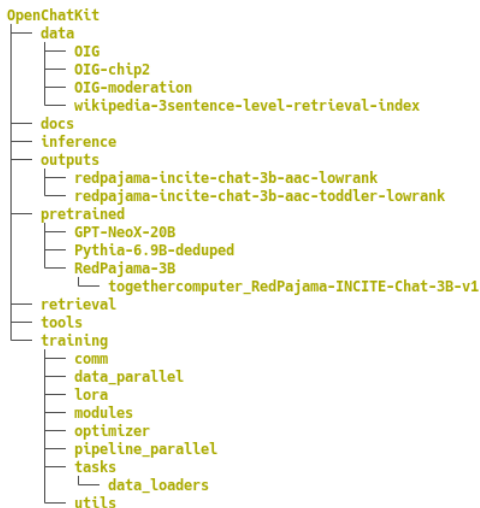 OpenChatKit
data
OIG
OIG-chip2
OIG-moderation
wikipedia-3sentence-level-retrieval-index
docs
inference
outputs
redpajama-incite-chat-3b-aac-lowrank
redpajama-incite-chat-3b-aac-toddler-lowrank
pretrained
GPT-NeoX-20B
Pythia-6.9B-deduped
RedPajama-3B
togethercomputer_RedPajama-INCITE-Chat-3B-v1
retrieval
tools
training
comm
data_parallel
lora
modules
optimizer
pipeline_parallel
tasks
data_loaders
utils